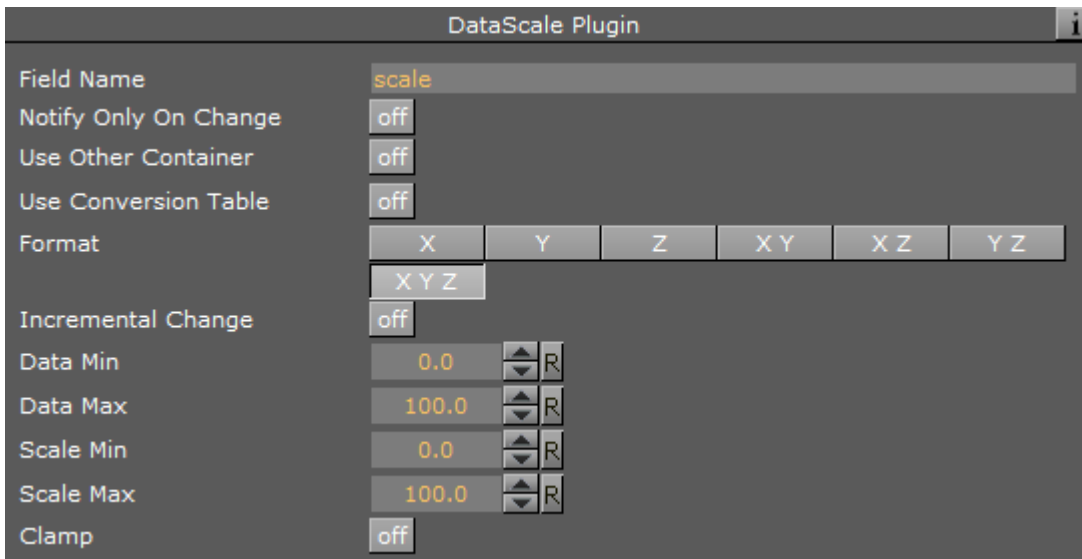 DataScale Plugin i
Field Name scale
Notify Only On Change off
Use Other Container off
Use Conversion Table off
Format X Y Z X Y X Z Y Z
X Y Z
Incremental Change off
Data Min 0.0 R
Data Max 100.0 R
Scale Min 0.0 R
Scale Max 100.0 R
Clamp off